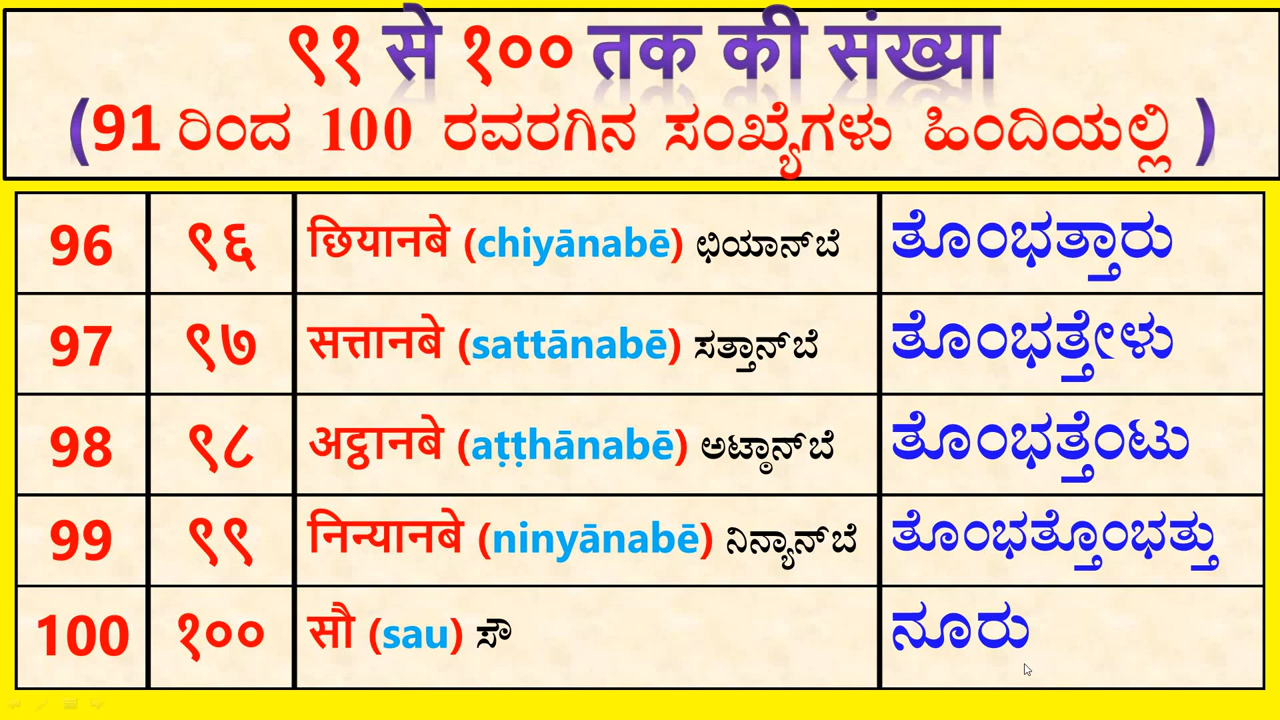 ९१ से १०० तक की संख्या
(91 ರಿಂದ 100 ರವರಗಿನ ಸಂಖ್ಯೆಗಳು ಹಿಂದಿಯಲ್ಲಿ )
96 ९६ छियानबे (chiyānabē) ಛಿಯಾನ್‌ಬೆ ತೊಂಭತ್ತಾರು
97 ९७ सत्तानबे (sattānabē) ಸತ್ತಾನ್‌ಬೆ ತೊಂಭತ್ತೇಳು
98 ९८ अट्ठानबे (aṭṭhānabē) ಅಟ್ಠಾನ್‌ಬೆ ತೊಂಭತ್ತೆಂಟು
99 ९९ निन्यानबे (ninyānabē) ನಿನ್ಯಾನ್‌ಬೆ ತೊಂಭತ್ತೊಂಭತ್ತು
100 १०० सौ (sau) ಸೌ ನೂರು